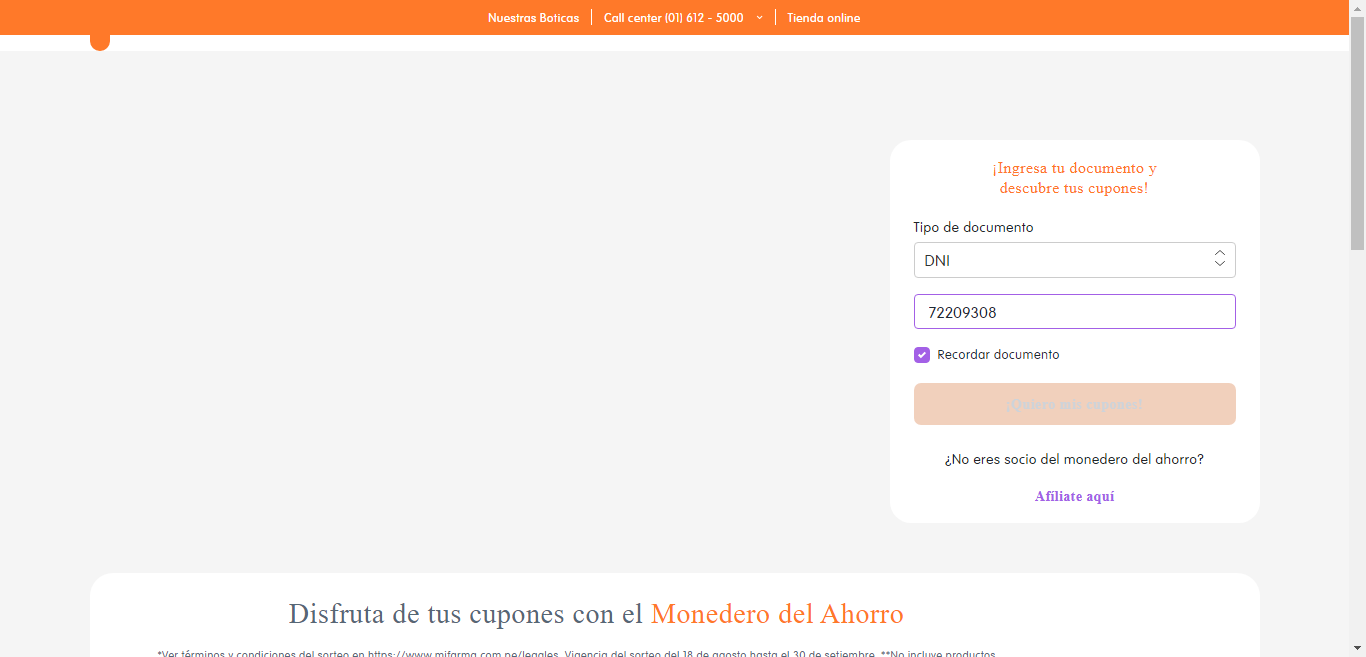 Nuestras Boticas
Call center (01) 612 - 5000
Tienda online
¡Ingresa tu documento y
descubre tus cupones!
Tipo de documento
DNI
72209308
Recordar documento
¡Quiero mis cupones!
¿No eres socio del monedero del ahorro?
Afíliate aquí
Disfruta de tus cupones con el Monedero del Ahorro
*Ver términos y condiciones del sorteo en https://www.mifarma.com.pe/legales. Vigencia del sorteo del 18 de agosto hasta el 30 de setiembre. **No incluye productos